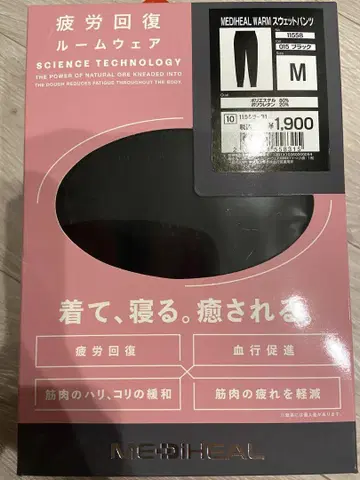 疲労回復
ルームウェア
SCIENCE TECHNOLOGY
THE POWER OF NATURAL ORE KNEADED INTO
THE DOUGH REDUCES FATIGUE THROUGHOUT THE BODY.
MEDIHEAL WARM スウェットパンツ
11558
015 ブラック
M
ポリエステル 80%
ポリウレタン 20%
10
¥1,900
着て、寝る。癒される。
疲労回復
血行促進
筋肉のハリ、コリの緩和
筋肉の疲れを軽減
MEDiHEAL